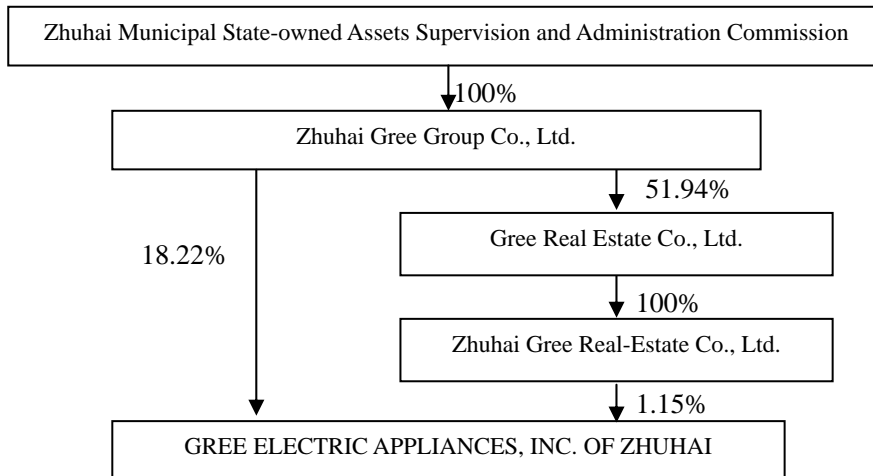 Zhuhai Municipal State-owned Assets Supervision and Administration Commission
100%
Zhuhai Gree Group Co., Ltd.
51.94%
Gree Real Estate Co., Ltd.
18.22%
100%
Zhuhai Gree Real-Estate Co., Ltd.
1.15%
GREE ELECTRIC APPLIANCES, INC. OF ZHUHAI